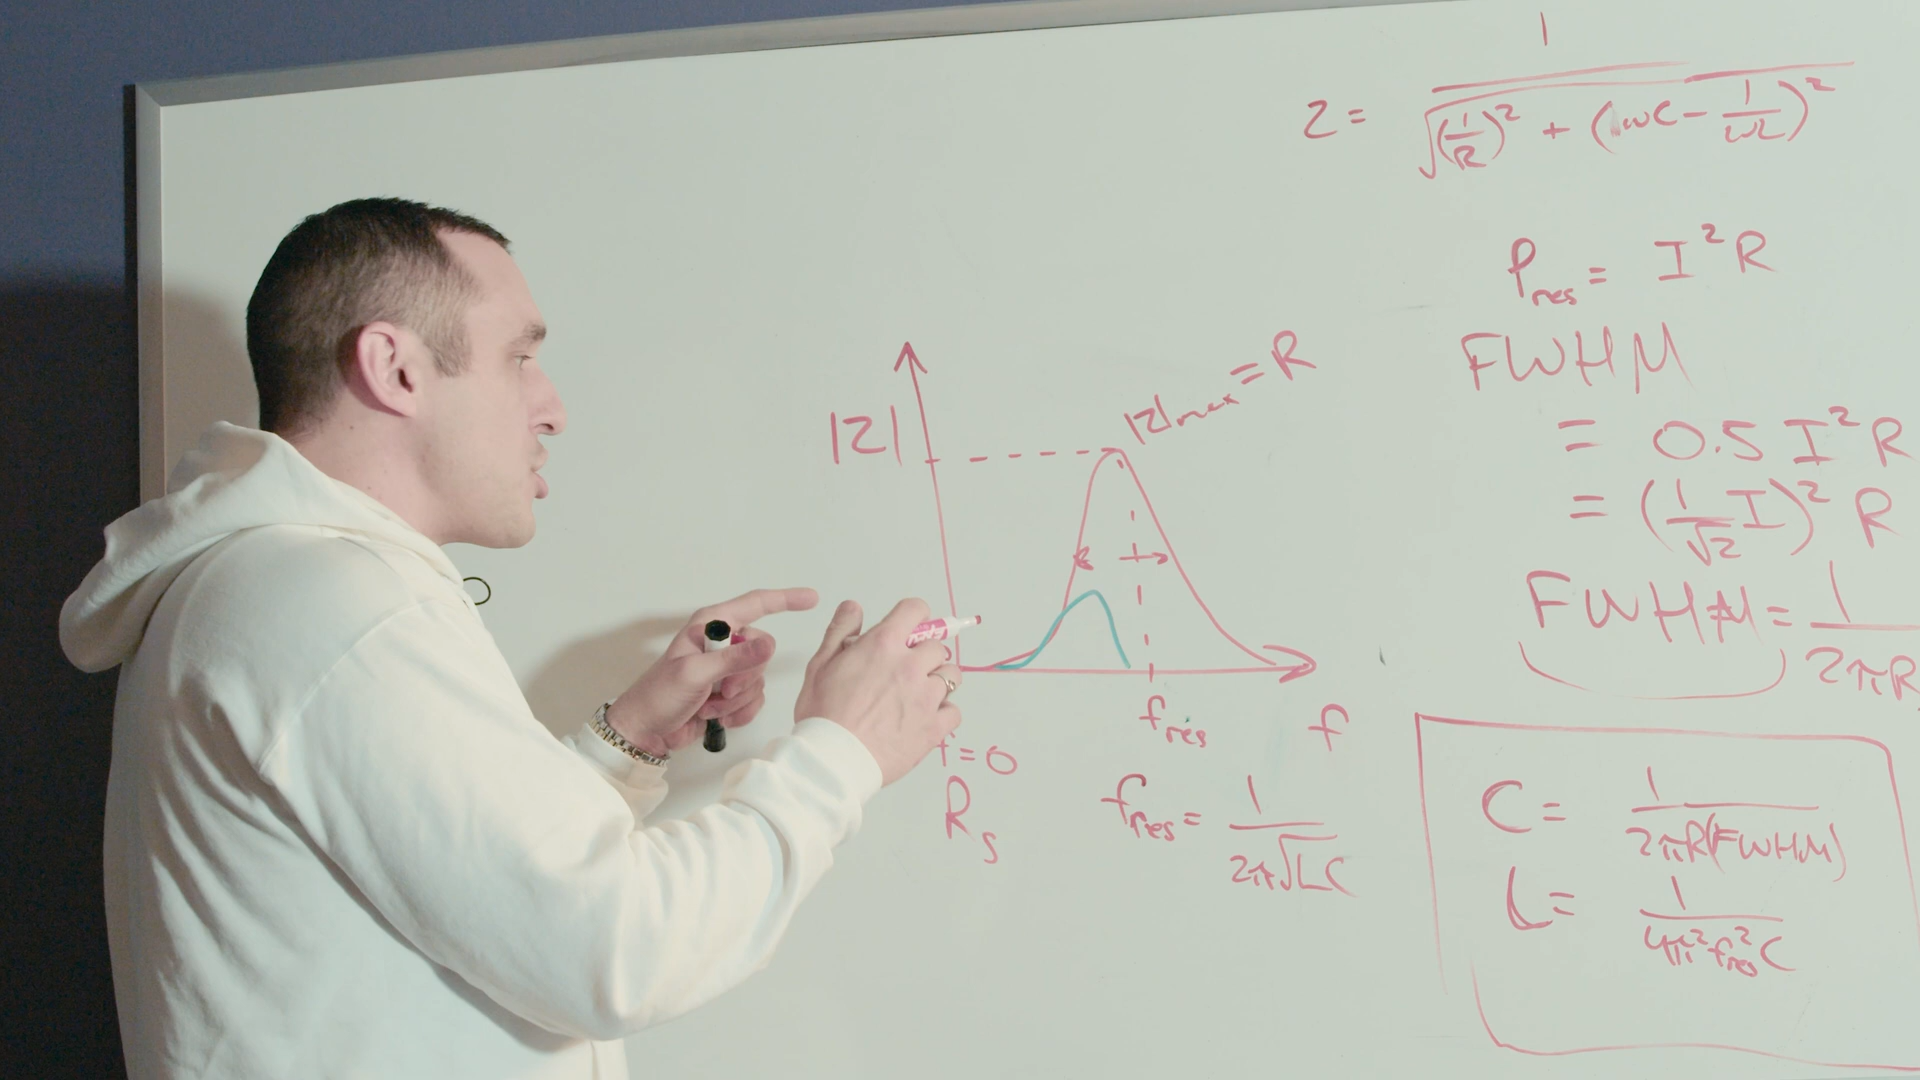 Z = 1 / √((1/R)² + (ωC − 1/ωL)²)
P_res = I²R
FWHM
= 0.5 I²R
= (1/√2 I)² R
FWHM = 1 / 2πR
|Z|
|Z|max = R
f_res
f
f=0
R_s
f_res = 1 / 2π√LC
C = 1 / 2πR(FWHM)
L = 1 / 4π²f_res²C